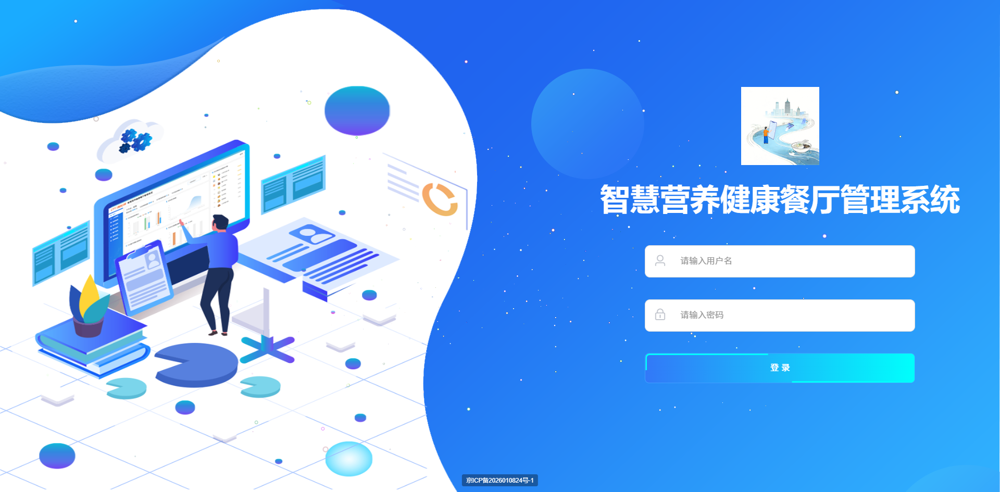 智慧营养健康餐厅管理系统
请输入用户名
请输入密码
登 录
京ICP备2026010824号-1